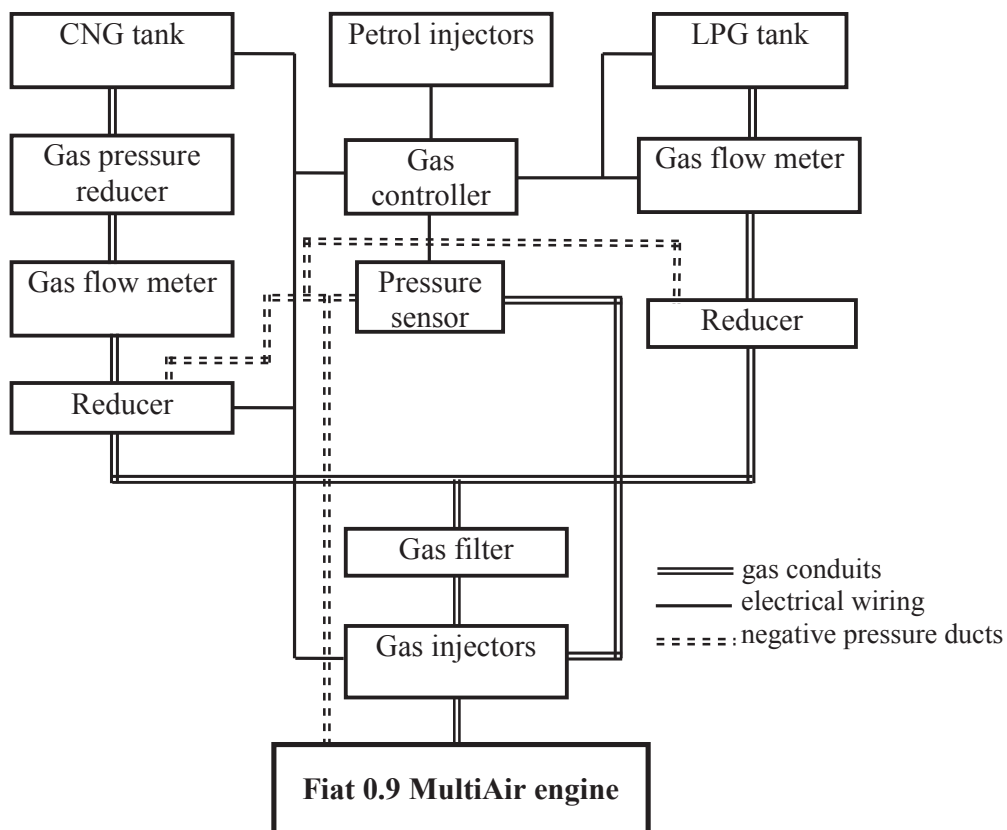 CNG tank
Petrol injectors
LPG tank
Gas pressure
reducer
Gas
controller
Gas flow meter
Gas flow meter
Pressure
sensor
Reducer
Reducer
Gas filter
Gas injectors
gas conduits
electrical wiring
negative pressure ducts
Fiat 0.9 MultiAir engine